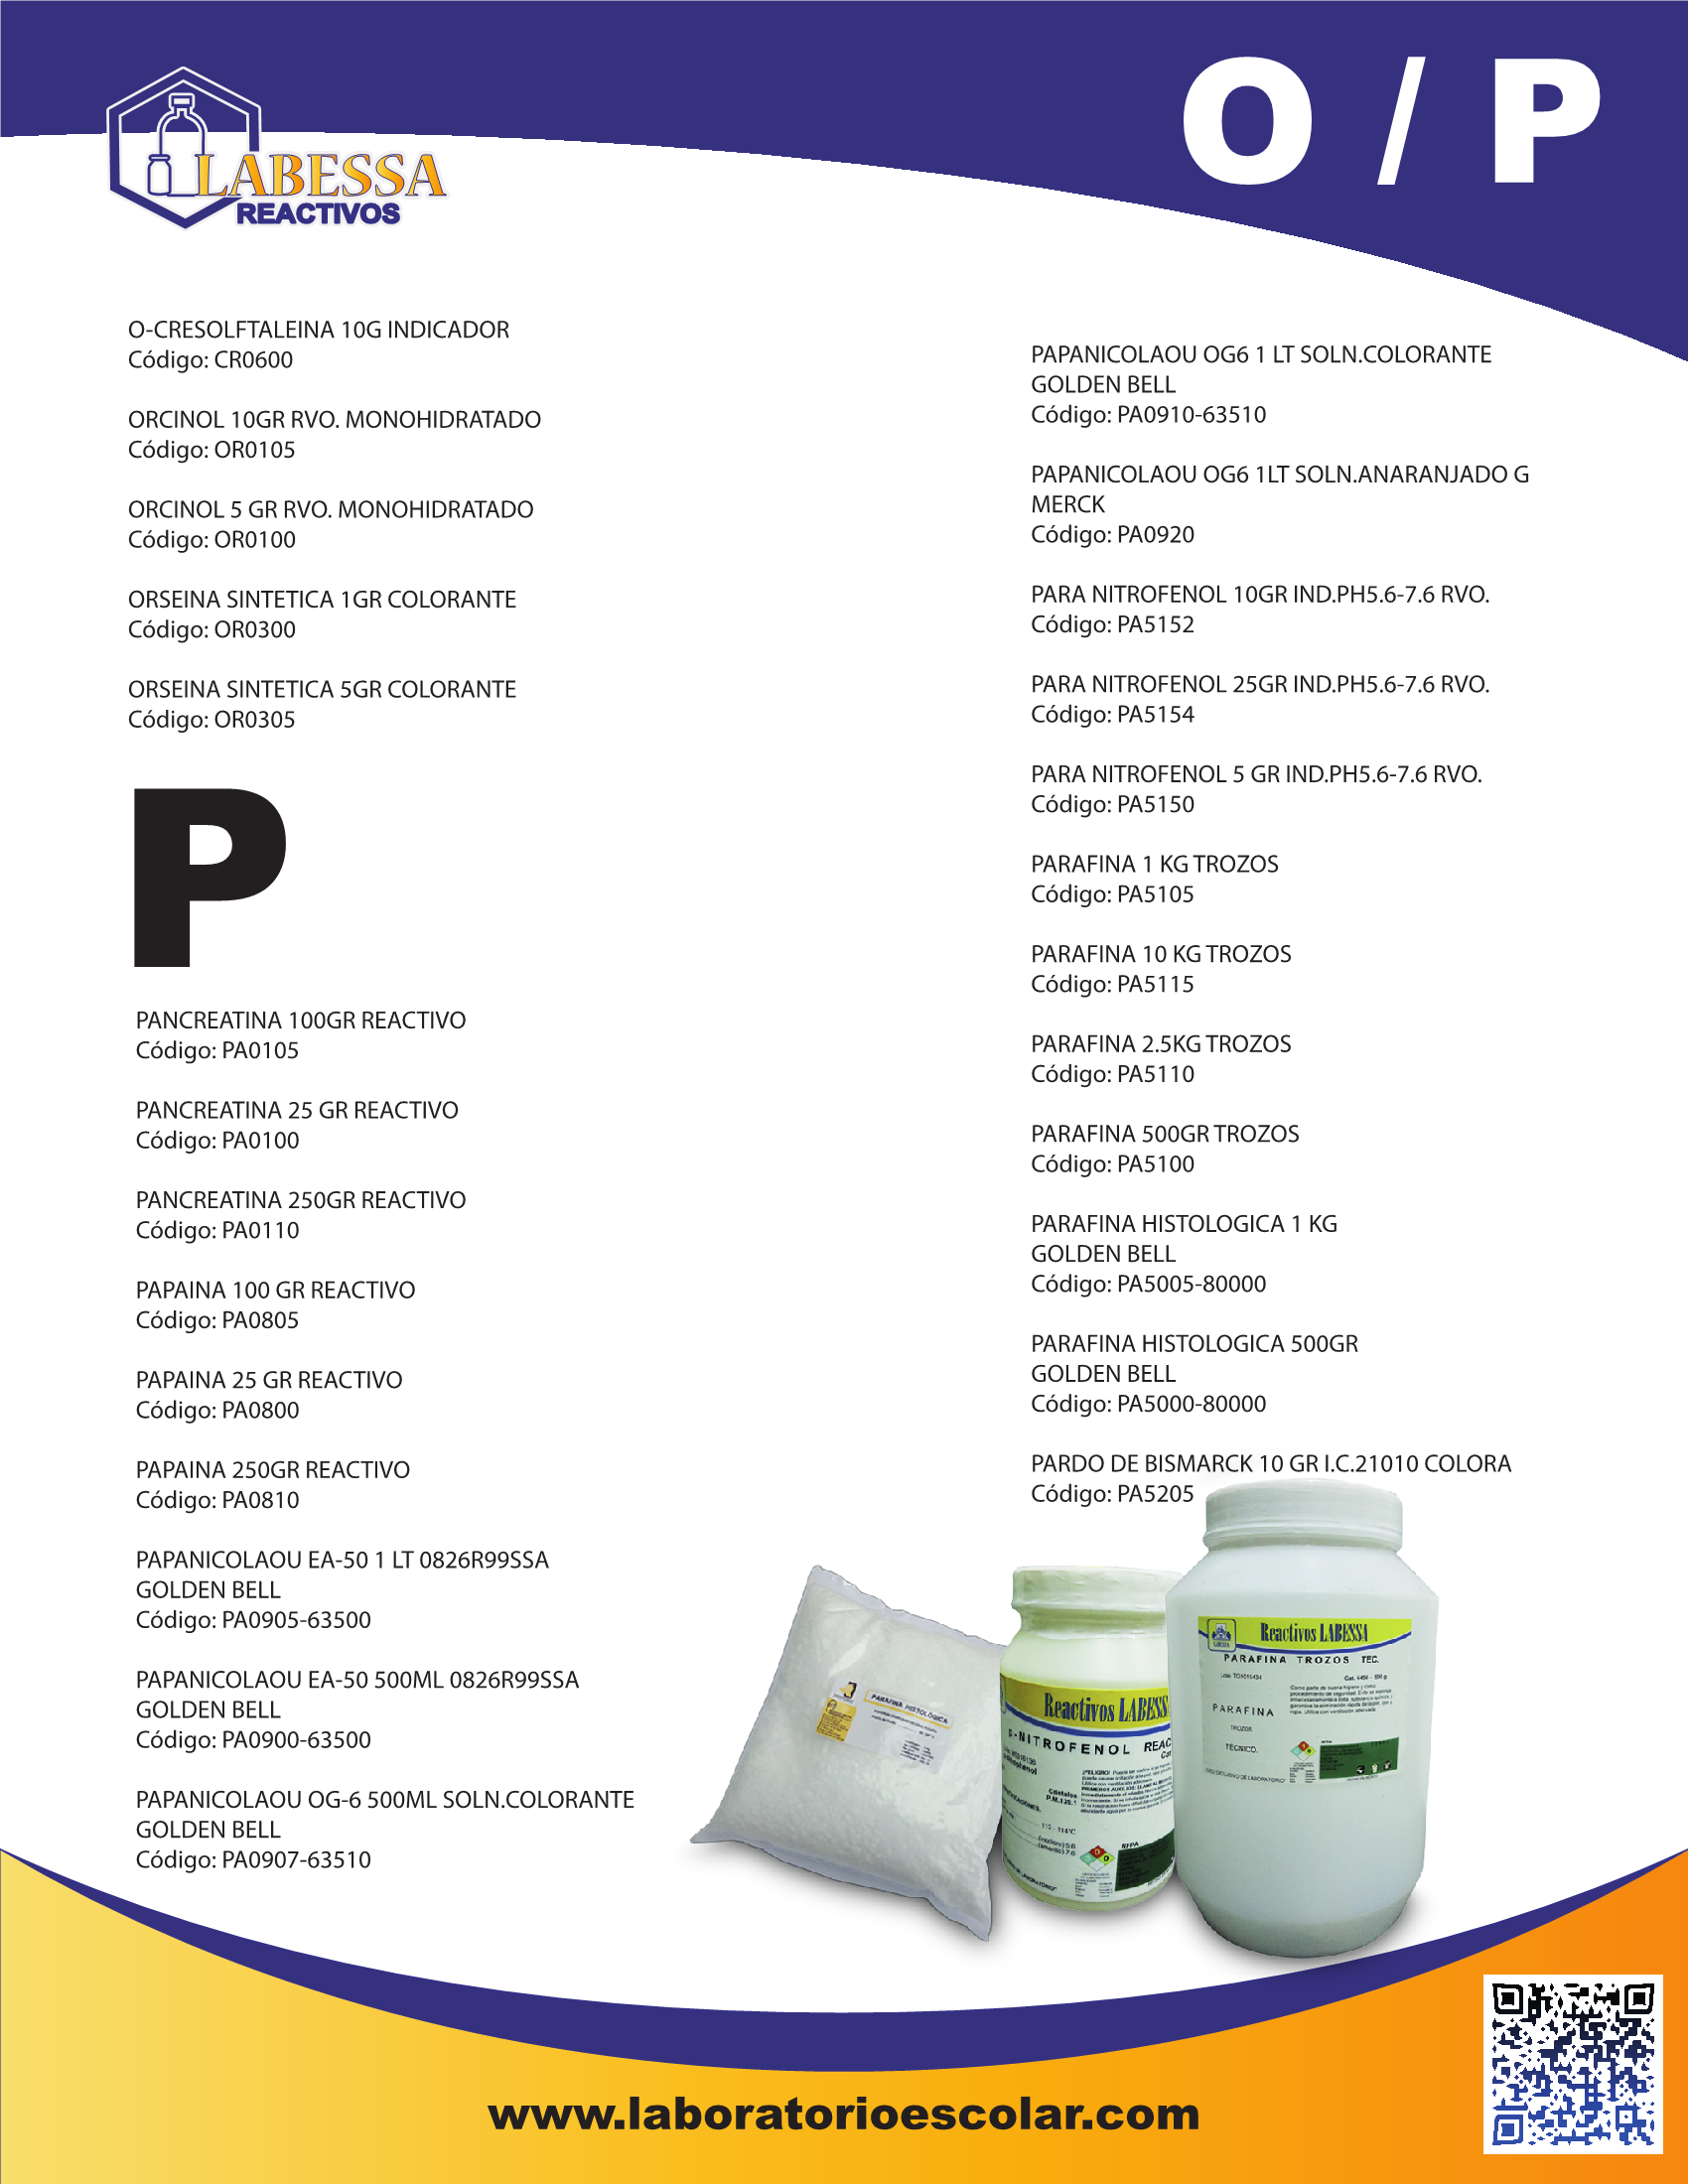 O / P
LABESSA
REACTIVOS
O-CRESOLFTALEINA 10G INDICADOR
Código: CR0600
ORCINOL 10GR RVO. MONOHIDRATADO
Código: OR0105
ORCINOL 5 GR RVO. MONOHIDRATADO
Código: OR0100
ORSEINA SINTETICA 1GR COLORANTE
Código: OR0300
ORSEINA SINTETICA 5GR COLORANTE
Código: OR0305
P
PANCREATINA 100GR REACTIVO
Código: PA0105
PANCREATINA 25 GR REACTIVO
Código: PA0100
PANCREATINA 250GR REACTIVO
Código: PA0110
PAPAINA 100 GR REACTIVO
Código: PA0805
PAPAINA 25 GR REACTIVO
Código: PA0800
PAPAINA 250GR REACTIVO
Código: PA0810
PAPANICOLAOU EA-50 1 LT 0826R99SSA
GOLDEN BELL
Código: PA0905-63500
PAPANICOLAOU EA-50 500ML 0826R99SSA
GOLDEN BELL
Código: PA0900-63500
PAPANICOLAOU OG-6 500ML SOLN.COLORANTE
GOLDEN BELL
Código: PA0907-63510
PAPANICOLAOU OG6 1 LT SOLN.COLORANTE
GOLDEN BELL
Código: PA0910-63510
PAPANICOLAOU OG6 1LT SOLN.ANARANJADO G
MERCK
Código: PA0920
PARA NITROFENOL 10GR IND.PH5.6-7.6 RVO.
Código: PA5152
PARA NITROFENOL 25GR IND.PH5.6-7.6 RVO.
Código: PA5154
PARA NITROFENOL 5 GR IND.PH5.6-7.6 RVO.
Código: PA5150
PARAFINA 1 KG TROZOS
Código: PA5105
PARAFINA 10 KG TROZOS
Código: PA5115
PARAFINA 2.5KG TROZOS
Código: PA5110
PARAFINA 500GR TROZOS
Código: PA5100
PARAFINA HISTOLOGICA 1 KG
GOLDEN BELL
Código: PA5005-80000
PARAFINA HISTOLOGICA 500GR
GOLDEN BELL
Código: PA5000-80000
PARDO DE BISMARCK 10 GR I.C.21010 COLORA
Código: PA5205
PARAFINA HISTOLÓGICA
Reactivos LABESS
p-NITROFENOL REAC
Cristales
NFPA
Reactivos LABESSA
PARAFINA TROZOS TEC.
PARAFINA
TROZOS
TÉCNICO.
www.laboratorioescolar.com